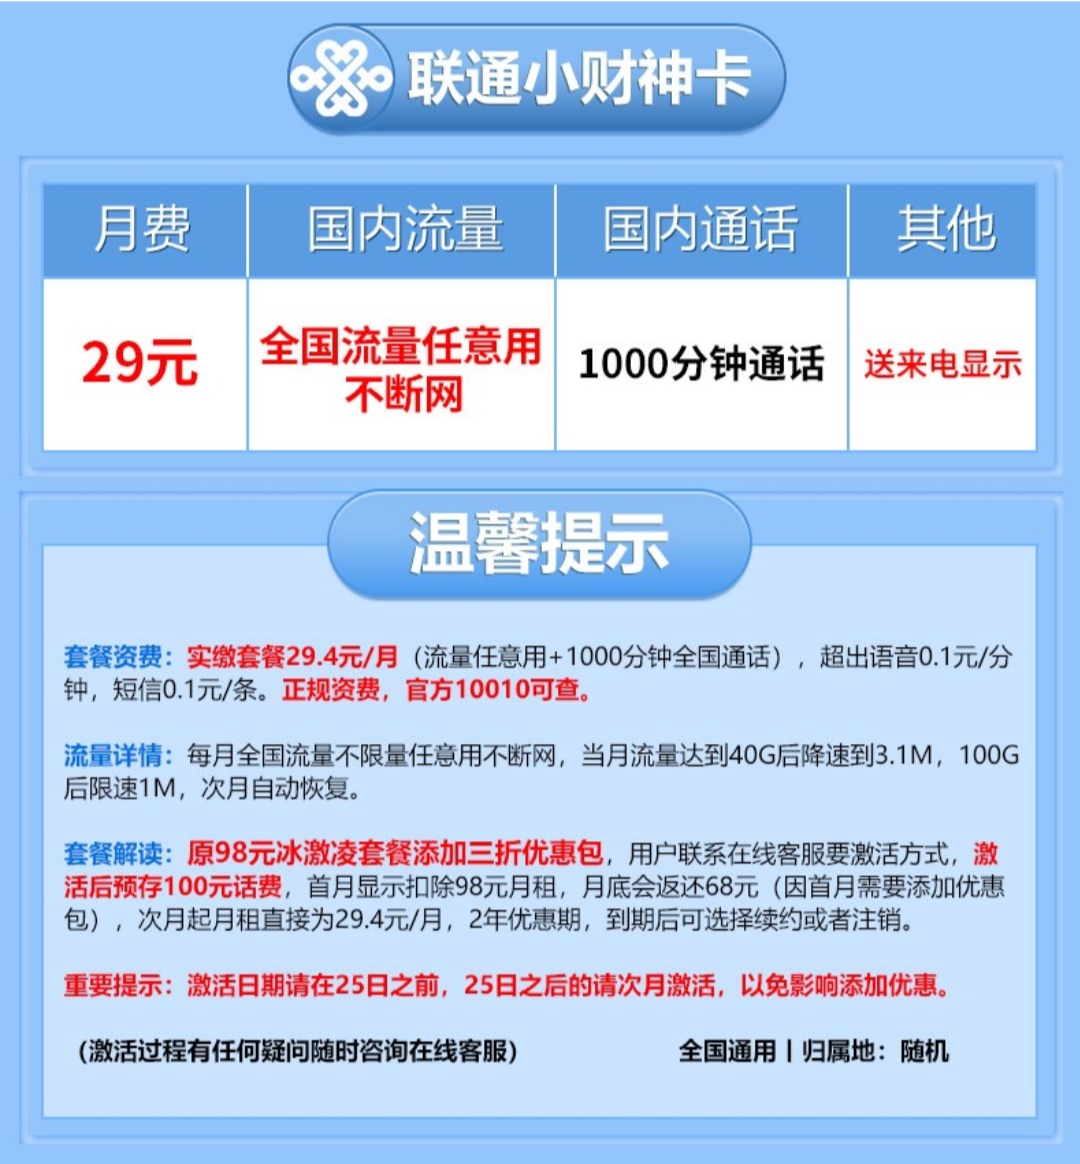 联通小财神卡
月费
国内流量
国内通话
其他
29元
全国流量任意用
不断网
1000分钟通话
送来电显示
温馨提示
套餐资费：实缴套餐29.4元/月（流量任意用+1000分钟全国通话），超出语音0.1元/分
钟，短信0.1元/条。正规资费，官方10010可查。
流量详情：每月全国流量不限量任意用不断网，当月流量达到40G后降速到3.1M，100G
后限速1M，次月自动恢复。
套餐解读：原98元冰激凌套餐添加三折优惠包，用户联系在线客服要激活方式，激
活后预存100元话费，首月显示扣除98元月租，月底会返还68元（因首月需要添加优惠
包），次月起月租直接为29.4元/月，2年优惠期，到期后可选择续约或者注销。
重要提示：激活日期请在25日之前，25日之后的请次月激活，以免影响添加优惠。
（激活过程有任何疑问随时咨询在线客服）
全国通用丨归属地：随机